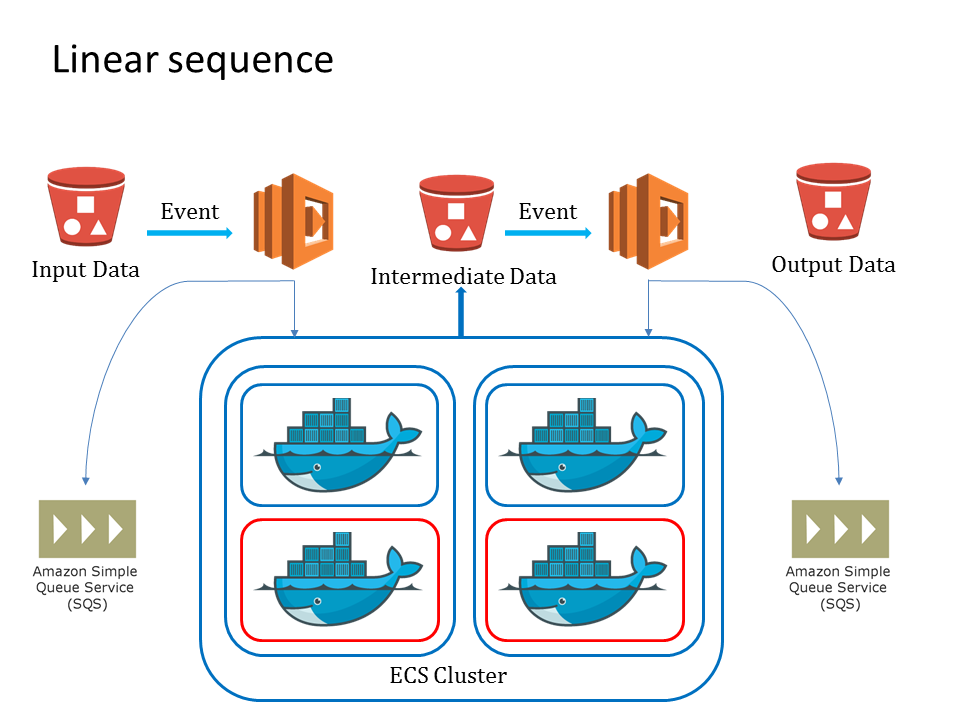 Linear sequence
Event
Event
Input Data
Intermediate Data
Output Data
Amazon Simple
Queue Service
(SQS)
Amazon Simple
Queue Service
(SQS)
ECS Cluster